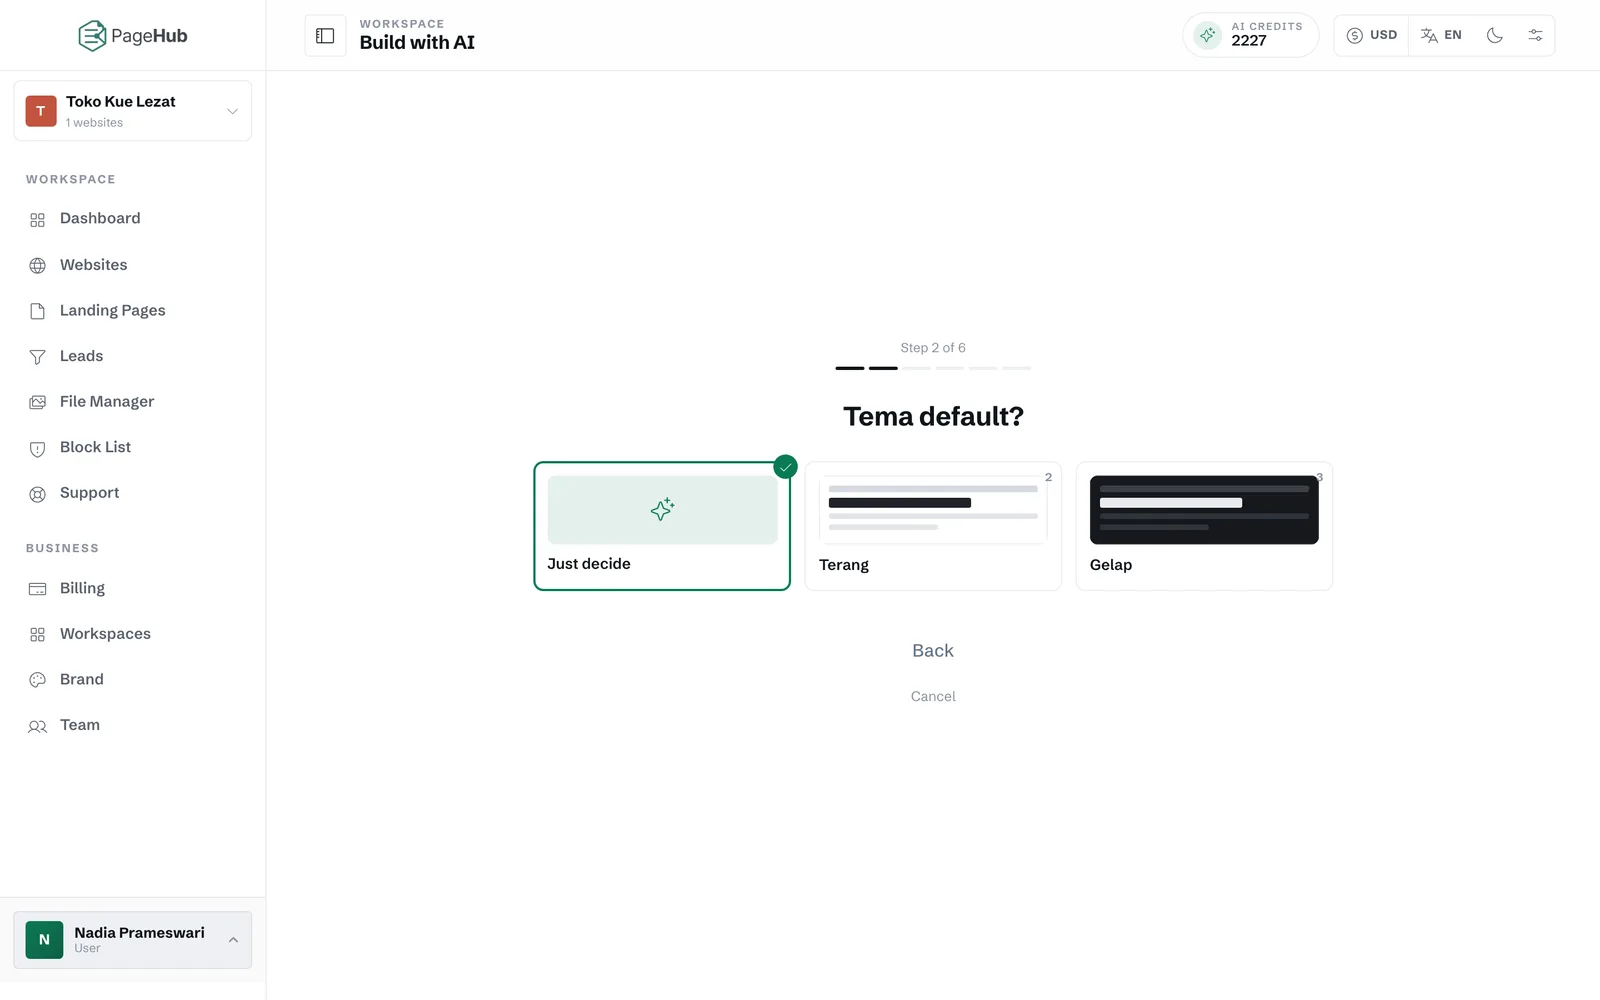 PageHub
Toko Kue Lezat
T
1 websites
WORKSPACE
Dashboard
Websites
Landing Pages
Leads
File Manager
Block List
Support
BUSINESS
Billing
Workspaces
Brand
Team
N
Nadia Prameswari
User
WORKSPACE
Build with AI
AI CREDITS
2227
USD
EN
Step 2 of 6
Tema default?
Just decide
2
Terang
3
Gelap
Back
Cancel